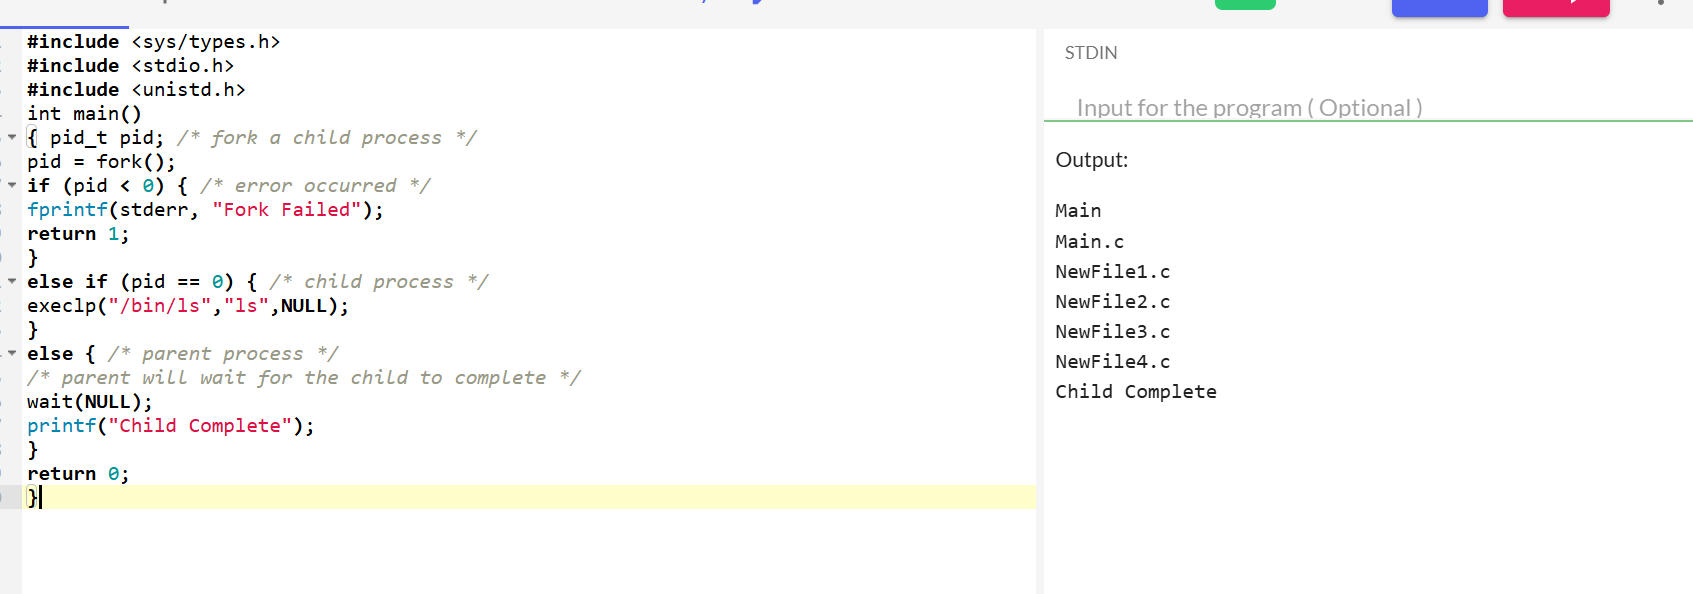 #include <sys/types.h>
#include <stdio.h>
#include <unistd.h>
int main()
{ pid_t pid; /* fork a child process */
pid = fork();
if (pid < 0) { /* error occurred */
fprintf(stderr, "Fork Failed");
return 1;
}
else if (pid == 0) { /* child process */
execlp("/bin/ls","ls",NULL);
}
else { /* parent process */
/* parent will wait for the child to complete */
wait(NULL);
printf("Child Complete");
}
return 0;
}
STDIN
Input for the program ( Optional )
Output:
Main
Main.c
NewFile1.c
NewFile2.c
NewFile3.c
NewFile4.c
Child Complete